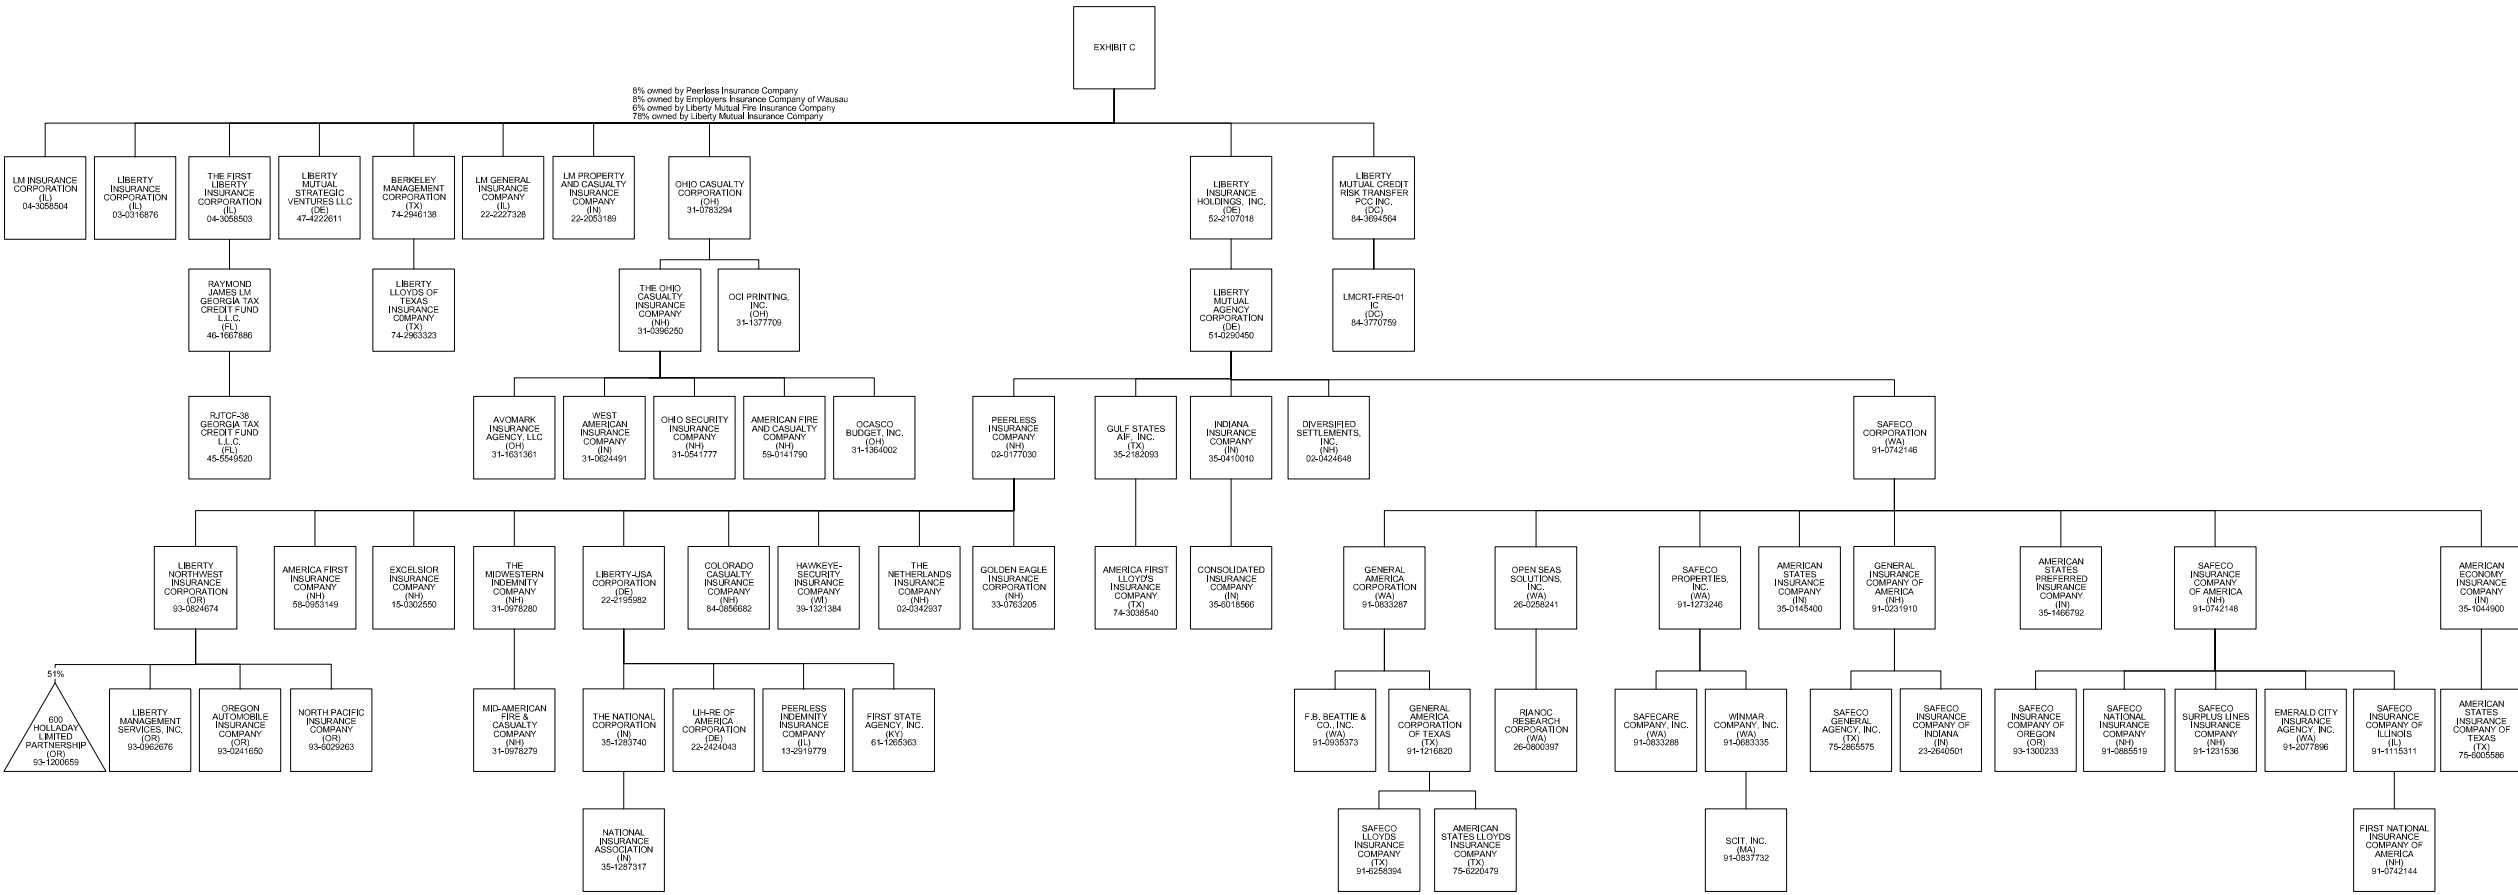 EXHIBIT C
8% owned by Peerless Insurance Company
8% owned by Employers Insurance Company of Wausau
6% owned by Liberty Mutual Fire Insurance Company
78% owned by Liberty Mutual Insurance Company
LM INSURANCE
CORPORATION
(IL)
04-3058504
LIBERTY
INSURANCE
CORPORATION
(IL)
03-0316876
THE FIRST
LIBERTY
INSURANCE
CORPORATION
(IL)
04-3058503
LIBERTY
MUTUAL
STRATEGIC
VENTURES LLC
(DE)
47-4222611
BERKELEY
MANAGEMENT
CORPORATION
(TX)
74-2946138
LM GENERAL
INSURANCE
COMPANY
(IL)
22-2227328
LM PROPERTY
AND CASUALTY
INSURANCE
COMPANY
(IN)
22-2053189
OHIO CASUALTY
CORPORATION
(OH)
31-0783294
LIBERTY
INSURANCE
HOLDINGS, INC.
(DE)
52-2107018
LIBERTY
MUTUAL CREDIT
RISK TRANSFER
PCC INC.
(DC)
84-3694564
RAYMOND
JAMES LM
GEORGIA TAX
CREDIT FUND
L.L.C.
(FL)
46-1667886
LIBERTY
LLOYDS OF
TEXAS
INSURANCE
COMPANY
(TX)
74-2963323
THE OHIO
CASUALTY
INSURANCE
COMPANY
(NH)
31-0396250
OCI PRINTING,
INC.
(OH)
31-1377709
LIBERTY
MUTUAL
AGENCY
CORPORATION
(DE)
51-0290450
LMCRT-FRE-01
IC
(DC)
84-3770759
RJTCF-38
GEORGIA TAX
CREDIT FUND
L.L.C.
(FL)
45-5549520
AVOMARK
INSURANCE
AGENCY, LLC
(OH)
31-1631361
WEST
AMERICAN
INSURANCE
COMPANY
(IN)
31-0624491
OHIO SECURITY
INSURANCE
COMPANY
(NH)
31-0541777
AMERICAN FIRE
AND CASUALTY
COMPANY
(NH)
59-0141790
OCASCO
BUDGET, INC.
(OH)
31-1364002
PEERLESS
INSURANCE
COMPANY
(NH)
02-0177030
GULF STATES
AIF, INC.
(TX)
35-2182093
INDIANA
INSURANCE
COMPANY
(IN)
35-0410010
DIVERSIFIED
SETTLEMENTS,
INC.
(NH)
02-0424648
SAFECO
CORPORATION
(WA)
91-0742146
LIBERTY
NORTHWEST
INSURANCE
CORPORATION
(OR)
93-0824674
AMERICA FIRST
INSURANCE
COMPANY
(NH)
58-0953149
EXCELSIOR
INSURANCE
COMPANY
(NH)
15-0302550
THE
MIDWESTERN
INDEMNITY
COMPANY
(NH)
31-0978280
LIBERTY-USA
CORPORATION
(DE)
22-2195982
COLORADO
CASUALTY
INSURANCE
COMPANY
(NH)
84-0856682
HAWKEYE-
SECURITY
INSURANCE
COMPANY
(WI)
39-1321384
THE
NETHERLANDS
INSURANCE
COMPANY
(NH)
02-0342937
GOLDEN EAGLE
INSURANCE
CORPORATION
(NH)
33-0763205
AMERICA FIRST
LLOYD'S
INSURANCE
COMPANY
(TX)
74-3038540
CONSOLIDATED
INSURANCE
COMPANY
(IN)
35-6018566
GENERAL
AMERICA
CORPORATION
(WA)
91-0833287
OPEN SEAS
SOLUTIONS,
INC.
(WA)
26-0258241
SAFECO
PROPERTIES,
INC.
(WA)
91-1273246
AMERICAN
STATES
INSURANCE
COMPANY
(IN)
35-0145400
GENERAL
INSURANCE
COMPANY OF
AMERICA
(NH)
91-0231910
AMERICAN
STATES
PREFERRED
INSURANCE
COMPANY
(IN)
35-1466792
SAFECO
INSURANCE
COMPANY
OF AMERICA
(NH)
91-0742148
AMERICAN
ECONOMY
INSURANCE
COMPANY
(IN)
35-1044900
51%
600
HOLLADAY
LIMITED
PARTNERSHIP
(OR)
93-1200659
LIBERTY
MANAGEMENT
SERVICES, INC.
(OR)
93-0962676
OREGON
AUTOMOBILE
INSURANCE
COMPANY
(OR)
93-0241650
NORTH PACIFIC
INSURANCE
COMPANY
(OR)
93-6029263
MID-AMERICAN
FIRE &
CASUALTY
COMPANY
(NH)
31-0978279
THE NATIONAL
CORPORATION
(IN)
35-1283740
LIH-RE OF
AMERICA
CORPORATION
(DE)
22-2424043
PEERLESS
INDEMNITY
INSURANCE
COMPANY
(IL)
13-2919779
FIRST STATE
AGENCY, INC.
(KY)
61-1265363
F.B. BEATTIE &
CO., INC.
(WA)
91-0935373
GENERAL
AMERICA
CORPORATION
OF TEXAS
(TX)
91-1216820
RIANOC
RESEARCH
CORPORATION
(WA)
26-0800397
SAFECARE
COMPANY, INC.
(WA)
91-0833288
WINMAR
COMPANY, INC.
(WA)
91-0683335
SAFECO
GENERAL
AGENCY, INC.
(TX)
75-2865575
SAFECO
INSURANCE
COMPANY OF
INDIANA
(IN)
23-2640501
SAFECO
INSURANCE
COMPANY OF
OREGON
(OR)
93-1300233
SAFECO
NATIONAL
INSURANCE
COMPANY
(NH)
91-0885519
SAFECO
SURPLUS LINES
INSURANCE
COMPANY
(NH)
91-1231536
EMERALD CITY
INSURANCE
AGENCY, INC.
(WA)
91-2077896
SAFECO
INSURANCE
COMPANY OF
ILLINOIS
(IL)
91-1115311
AMERICAN
STATES
INSURANCE
COMPANY OF
TEXAS
(TX)
75-6005586
NATIONAL
INSURANCE
ASSOCIATION
(IN)
35-1287317
SAFECO
LLOYDS
INSURANCE
COMPANY
(TX)
91-6258394
AMERICAN
STATES LLOYDS
INSURANCE
COMPANY
(TX)
75-6220479
SCIT, INC.
(MA)
91-0837732
FIRST NATIONAL
INSURANCE
COMPANY OF
AMERICA
(NH)
91-0742144